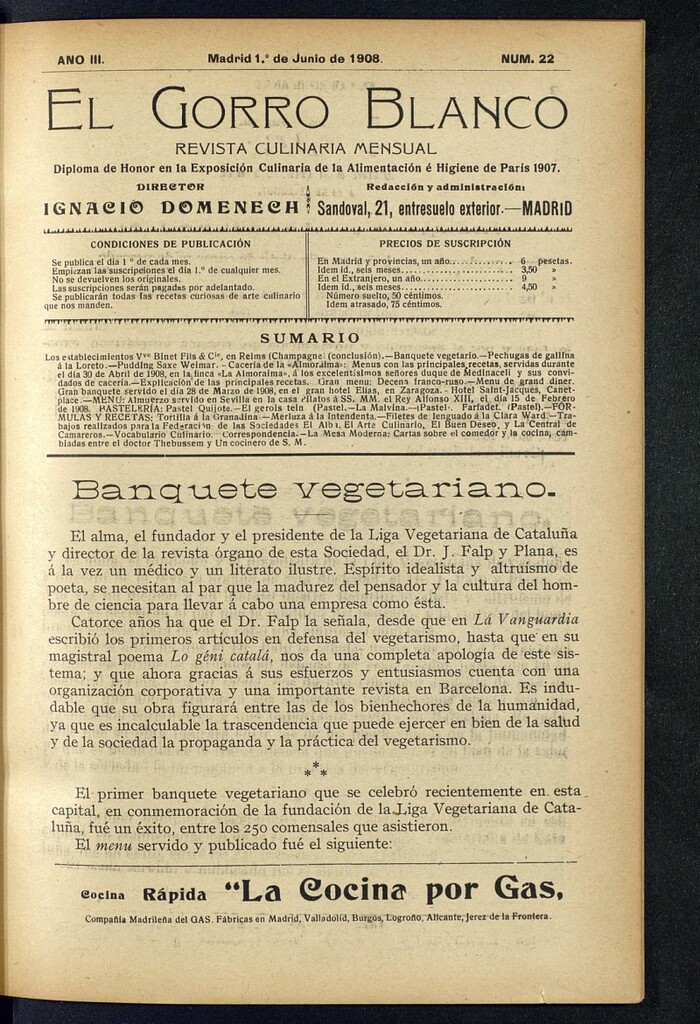 AÑO III.
Madrid 1.º de Junio de 1908.
NUM. 22
EL GORRO BLANCO
REVISTA CULINARIA MENSUAL
Diploma de Honor en la Exposición Culinaria de la Alimentación é Higiene de París 1907.
DIRECTOR
IGNACIO DOMENECH
Redacción y administración:
Sandoval, 21, entresuelo exterior.—MADRID
CONDICIONES DE PUBLICACIÓN
Se publica el día 1.º de cada mes.
Empiezan las suscripciones el día 1.º de cualquier mes.
No se devuelven los originales.
Las suscripciones serán pagadas por adelantado.
Se publicarán todas las recetas curiosas de arte culinario
que nos manden.
PRECIOS DE SUSCRIPCIÓN
En Madrid y provincias, un año............ 6 pesetas.
Idem íd., seis meses........................ 3,50 »
En el Extranjero, un año.................... 9 »
Idem íd., seis meses........................ 4,50 »
Número suelto, 50 céntimos.
Idem atrasado, 75 céntimos.
SUMARIO
Los establecimientos Vve Binet Fils & Cie, en Reims (Champagne) (conclusión).—Banquete vegetario.—Pechugas de gallina
á la Loreto.—Pudding Saxe Weimar. - Cacería de la «Almoraima»: Menus con las principales recetas, servidas durante
el día 30 de Abril de 1908, en la finca «La Almoraima», á los excelentísimos señores duque de Medinaceli y sus convi-
dados de cacería.—Explicación de las principales recetas. Gran menu: Decena franco-ruso.—Menu de grand diner.
Gran banquete servido el día 28 de Marzo de 1908, en el gran hotel Elías, en Zaragoza. - Hotel Saint-Jacques, Canet-
place.—MENU: Almuerzo servido en Sevilla en la casa Pilatos á SS. MM. el Rey Alfonso XIII, el día 15 de Febrero
de 1908. PASTELERÍA: Pastel Quijote.—El gerois tein (Pastel.—La Malvina.—(Pastel. Farfadet. (Pastel).—FÓR-
MULAS Y RECETAS: Tortilla á la Granadina.—Merluza á la Intendenta.—Filetes de lenguado á la Clara Ward.—Tra-
bajos realizados para la Federación de las Sociedades El Alba, El Arte Culinario, El Buen Deseo, y La Central de
Camareros.—Vocabulario Culinario. Correspondencia.—La Mesa Moderna: Cartas sobre el comedor y la cocina, cam-
biadas entre el doctor Thebussem y Un cocinero de S. M.
Banquete vegetariano.
El alma, el fundador y el presidente de la Liga Vegetariana de Cataluña
y director de la revista órgano de esta Sociedad, el Dr. J. Falp y Plana, es
á la vez un médico y un literato ilustre. Espírito idealista y altruísmo de
poeta, se necesitan al par que la madurez del pensador y la cultura del hom-
bre de ciencia para llevar á cabo una empresa como ésta.
Catorce años ha que el Dr. Falp la señala, desde que en La Vanguardia
escribió los primeros artículos en defensa del vegetarismo, hasta que en su
magistral poema Lo géni catalá, nos da una completa apología de este sis-
tema; y que ahora gracias á sus esfuerzos y entusiasmos cuenta con una
organización corporativa y una importante revista en Barcelona. Es indu-
dable que su obra figurará entre las de los bienhechores de la humanidad,
ya que es incalculable la trascendencia que puede ejercer en bien de la salud
y de la sociedad la propaganda y la práctica del vegetarismo.
***
El primer banquete vegetariano que se celebró recientemente en esta
capital, en conmemoración de la fundación de la Liga Vegetariana de Cata-
luña, fué un éxito, entre los 250 comensales que asistieron.
El menu servido y publicado fué el siguiente:
Cocina Rápida “La Cocina por Gas,
Compañía Madrileña del GAS. Fábricas en Madrid, Valladolid, Burgos, Logroño, Alicante, Jerez de la Frontera.